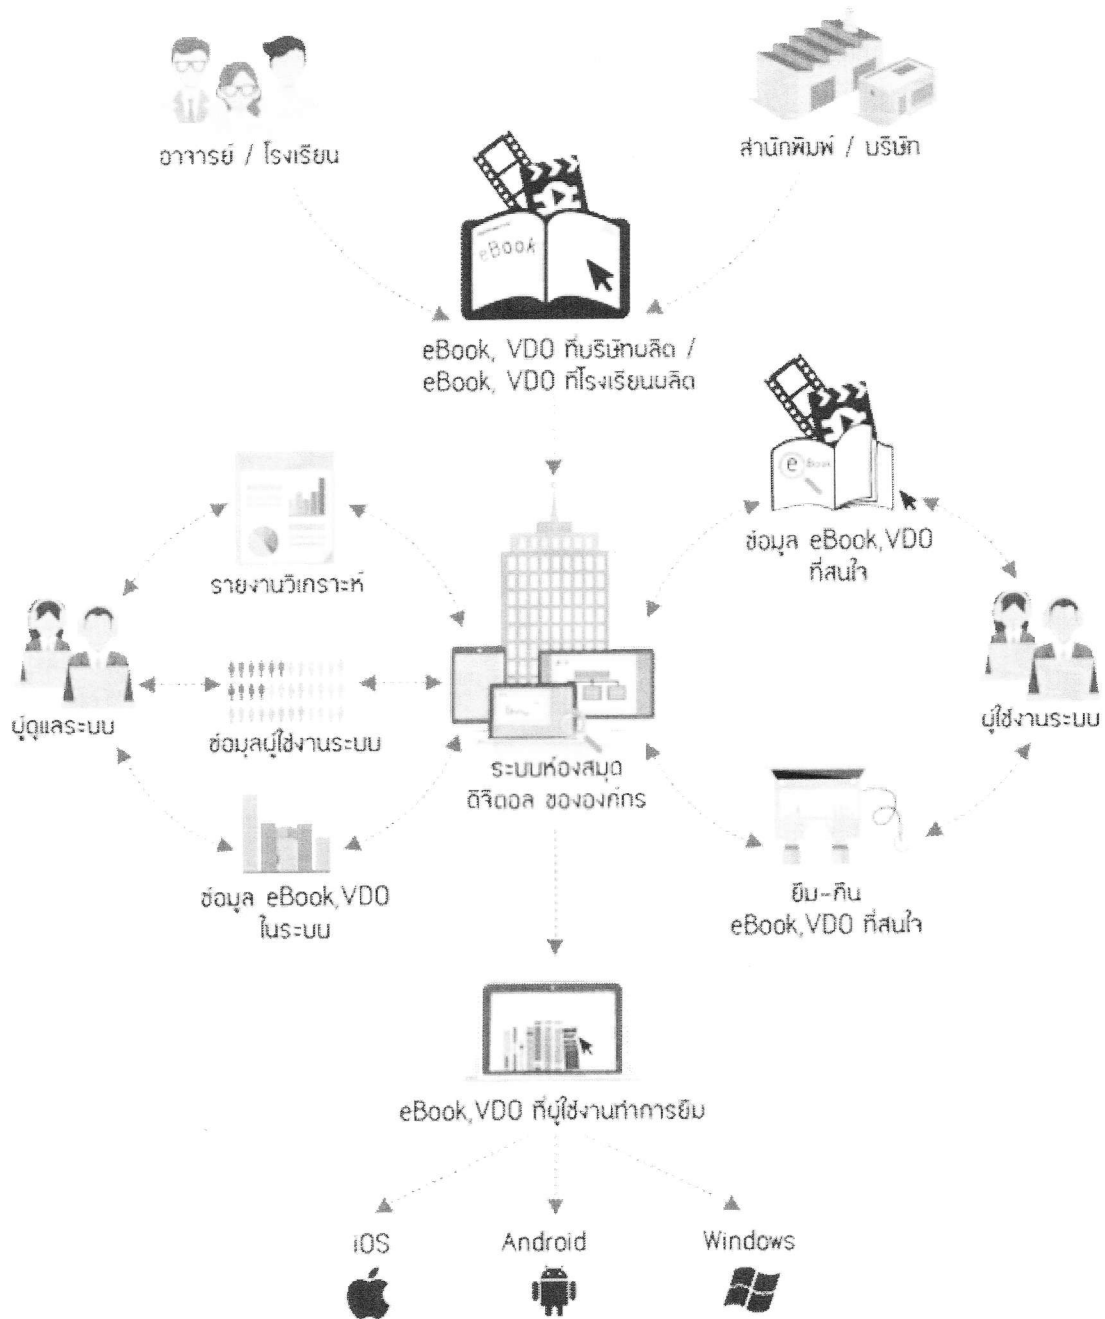 อาจารย์ / โรงเรียน
สำนักพิมพ์ / บริษัท
eBook
eBook, VDO ที่บริษัทผลิต /
eBook, VDO ที่โรงเรียนผลิต
e Book
ข้อมูล eBook,VDO
ที่สนใจ
รายงานวิเคราะห์
ผู้ดูแลระบบ
ข้อมูลผู้ใช้งานระบบ
ผู้ใช้งานระบบ
ระบบห้องสมุด
ดิจิตอล ขององค์กร
ข้อมูล eBook,VDO
ในระบบ
ยืม-คืน
eBook,VDO ที่สนใจ
eBook,VDO ที่ผู้ใช้งานทำการยืม
iOS
Android
Windows